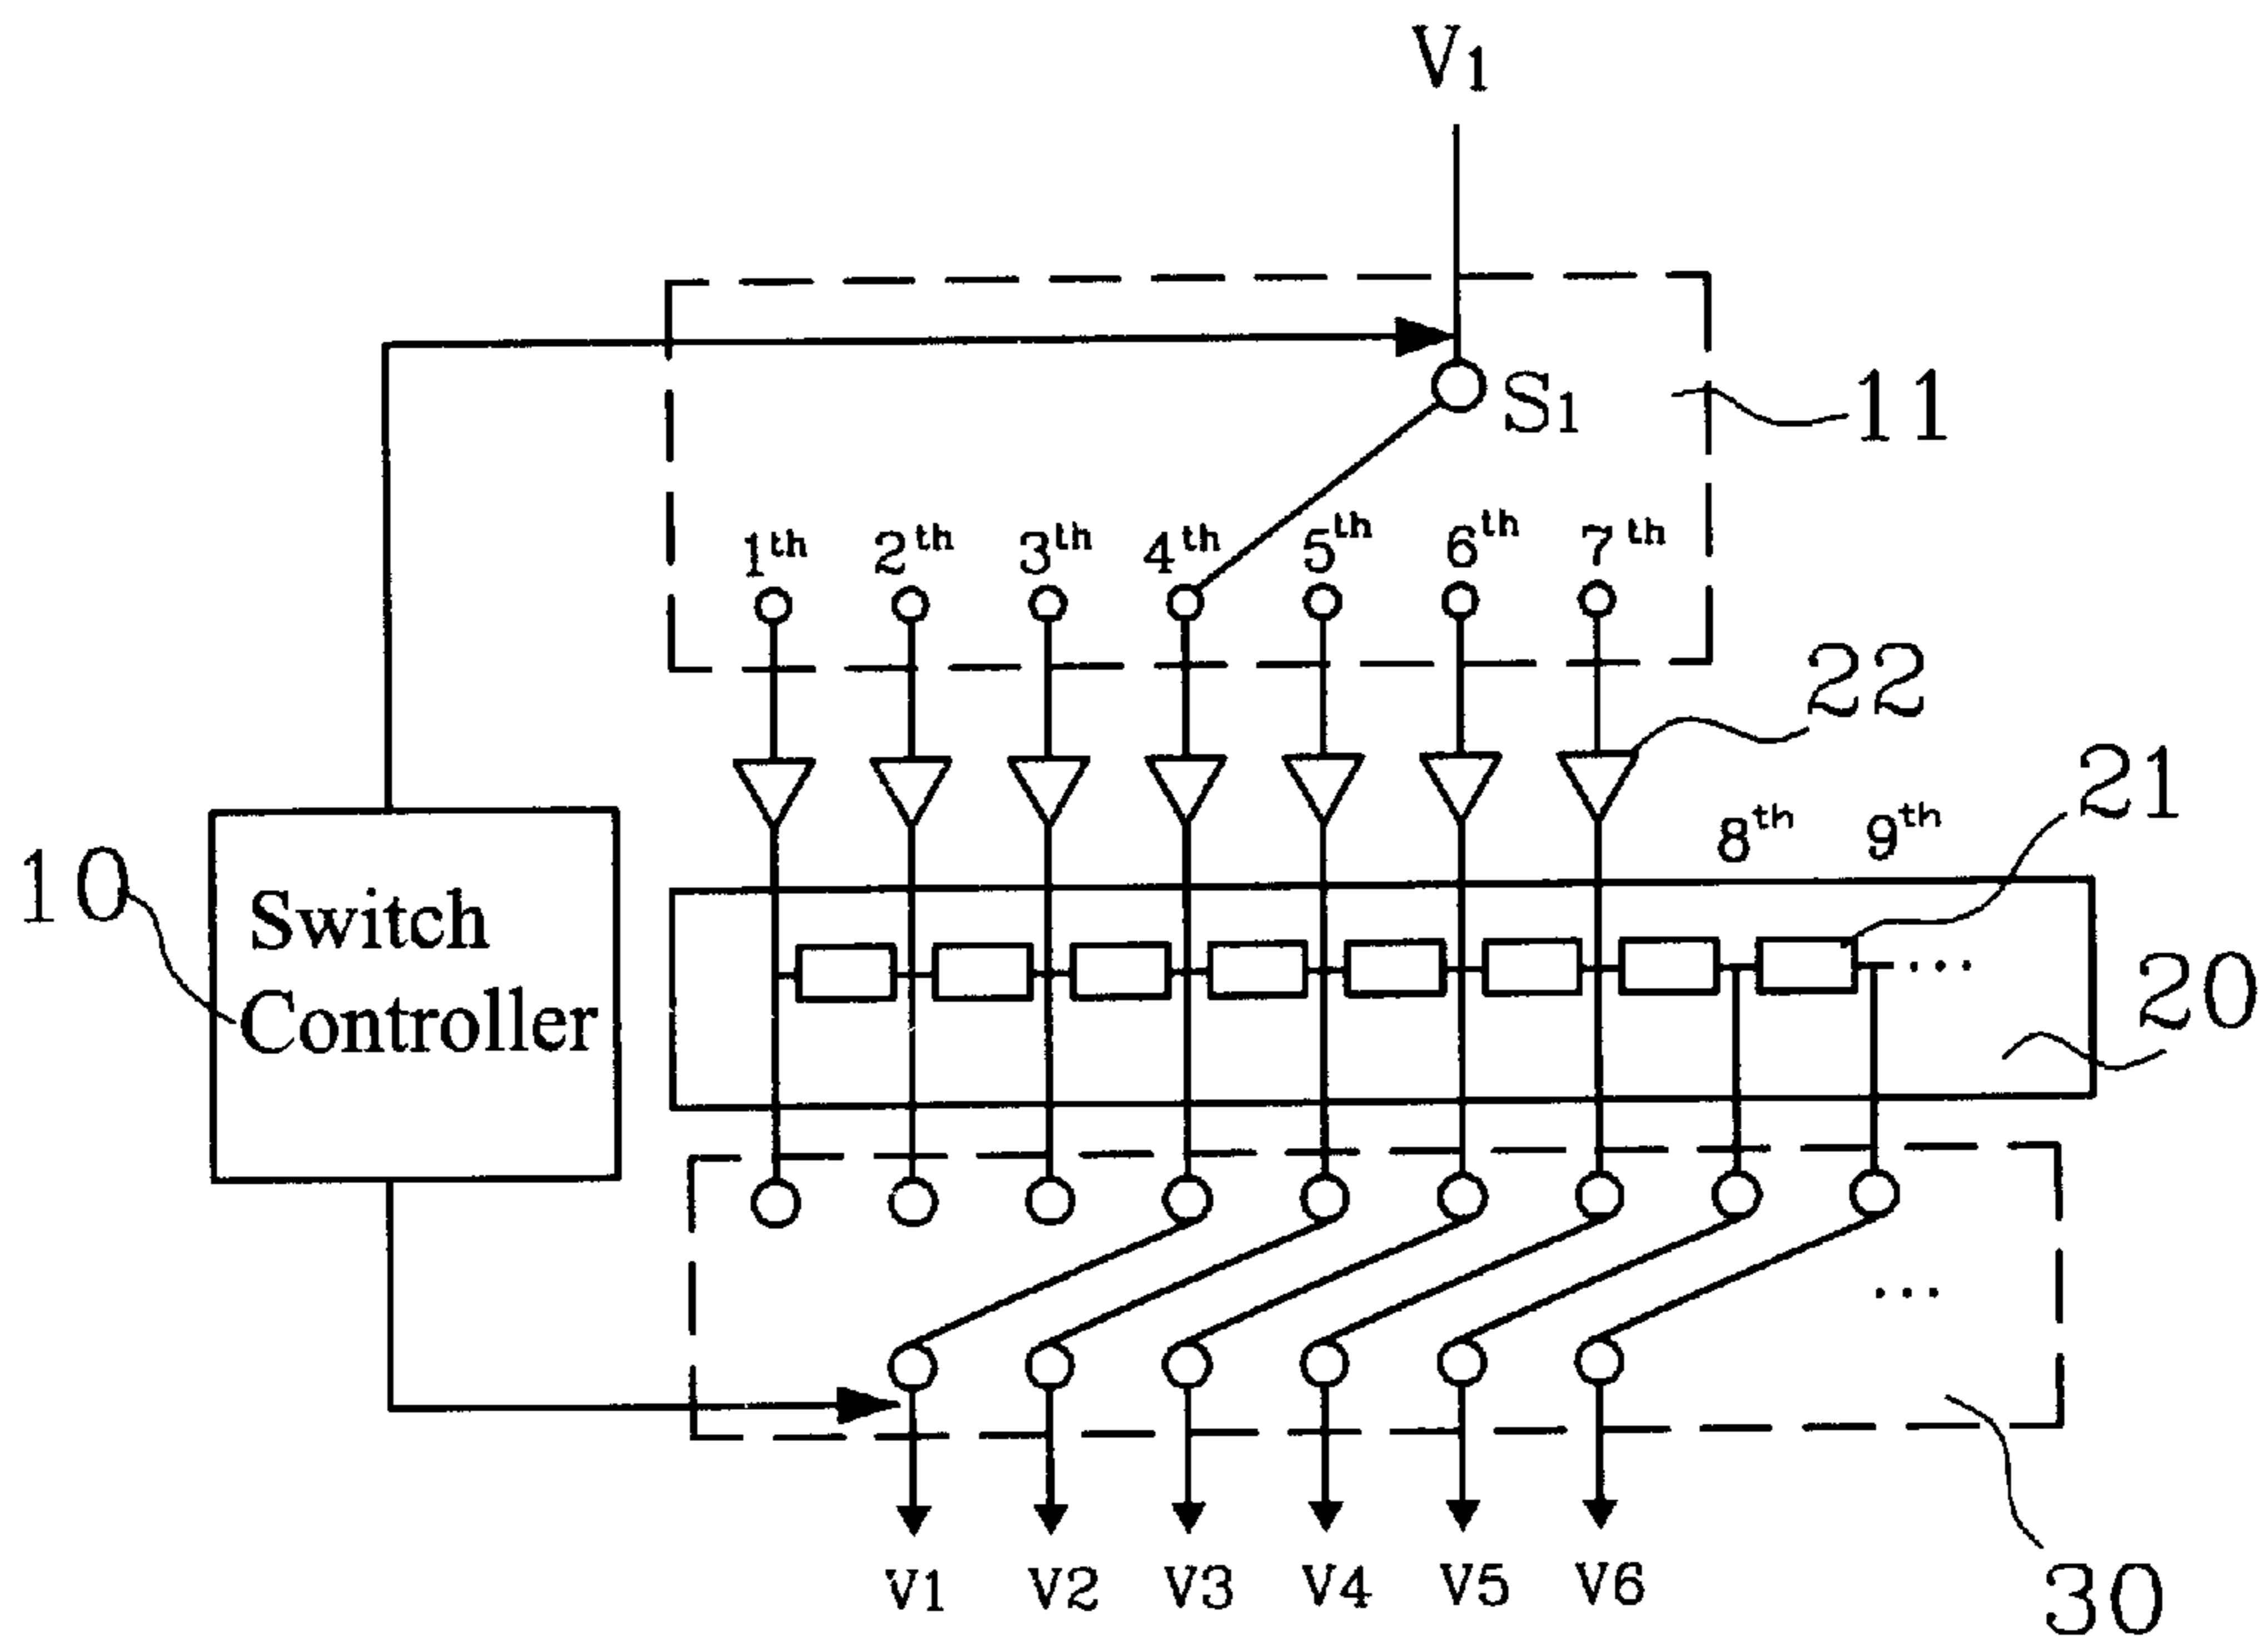 V1
S1
11
1th 2th 3th 4th 5th 6th 7th
22
21
8th 9th
10
Switch
Controller
20
V1 V2 V3 V4 V5 V6
30